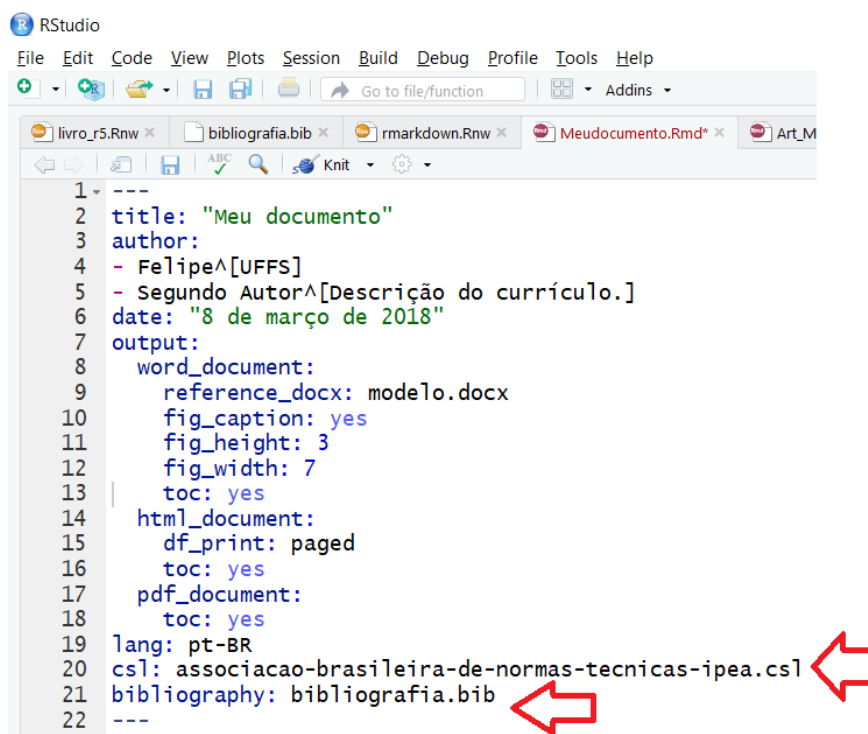 RStudio
File Edit Code View Plots Session Build Debug Profile Tools Help
Go to file/function Addins
livro_r5.Rnw bibliografia.bib rmarkdown.Rnw Meudocumento.Rmd* Art_M
ABC Knit
1 ---
2 title: "Meu documento"
3 author:
4 - Felipe^[UFFS]
5 - Segundo Autor^[Descrição do currículo.]
6 date: "8 de março de 2018"
7 output:
8 word_document:
9 reference_docx: modelo.docx
10 fig_caption: yes
11 fig_height: 3
12 fig_width: 7
13 toc: yes
14 html_document:
15 df_print: paged
16 toc: yes
17 pdf_document:
18 toc: yes
19 lang: pt-BR
20 csl: associacao-brasileira-de-normas-tecnicas-ipea.csl
21 bibliography: bibliografia.bib
22 ---